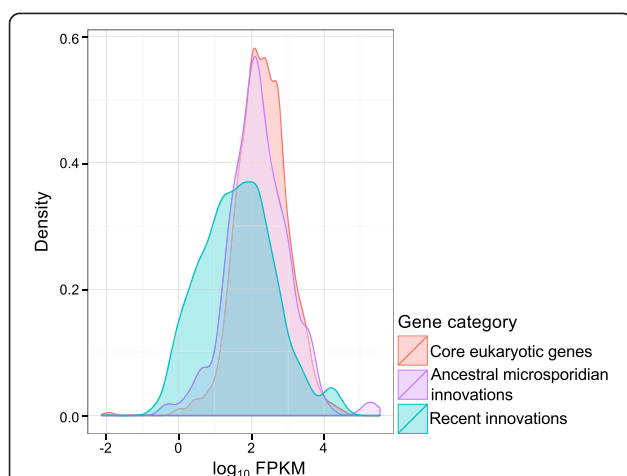 0.6
0.4
0.2
0.0
Density
-2 0 2 4
log10 FPKM
Gene category
Core eukaryotic genes
Ancestral microsporidian
innovations
Recent innovations